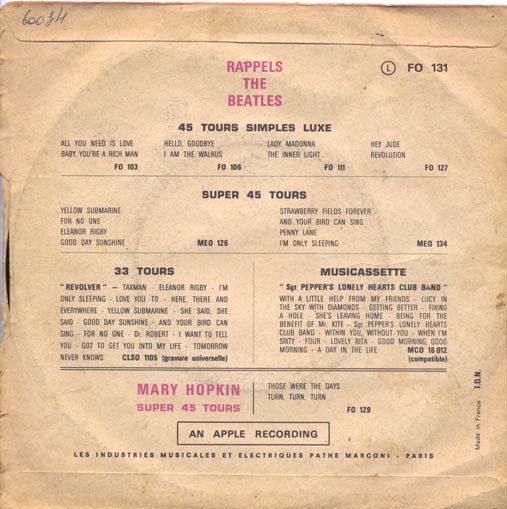 60034
RAPPELS
THE
BEATLES
Ⓛ FO 131
45 TOURS SIMPLES LUXE
ALL YOU NEED IS LOVE
BABY, YOU'RE A RICH MAN
FO 103
HELLO, GOODBYE
I AM THE WALRUS
FO 106
LADY MADONNA
THE INNER LIGHT
FO 111
HEY JUDE
REVOLUTION
FO 127
SUPER 45 TOURS
YELLOW SUBMARINE
FOR NO ONE
ELEANOR RIGBY
GOOD DAY SUNSHINE
MEO 126
STRAWBERRY FIELDS FOREVER
AND YOUR BIRD CAN SING
PENNY LANE
I'M ONLY SLEEPING
MEO 134
33 TOURS
"REVOLVER" - TAXMAN - ELEANOR RIGBY - I'M
ONLY SLEEPING - LOVE YOU TO - HERE, THERE AND
EVERYWHERE - YELLOW SUBMARINE - SHE SAID, SHE
SAID - GOOD DAY SUNSHINE - AND YOUR BIRD CAN
SING - FOR NO ONE - Dr. ROBERT - I WANT TO TELL
YOU - GOT TO GET YOU INTO MY LIFE - TOMORROW
NEVER KNOWS CLSO 1105 (gravure universelle)
MUSICASSETTE
"Sgt PEPPER'S LONELY HEARTS CLUB BAND"
WITH A LITTLE HELP FROM MY FRIENDS - LUCY IN
THE SKY WITH DIAMONDS - GETTING BETTER - FIXING
A HOLE - SHE'S LEAVING HOME - BEING FOR THE
BENEFIT OF Mr. KITE - Sgt PEPPER'S LONELY HEARTS
CLUB BAND - WITHIN YOU, WITHOUT YOU - WHEN I'M
SIXTY - FOUR - LOVELY RITA - GOOD MORNING, GOOD
MORNING - A DAY IN THE LIFE MCO 16 012
(compatible)
MARY HOPKIN
SUPER 45 TOURS
THOSE WERE THE DAYS
TURN, TURN, TURN
FO 129
AN APPLE RECORDING
LES INDUSTRIES MUSICALES ET ELECTRIQUES PATHE MARCONI - PARIS
Made in France I.D.N.